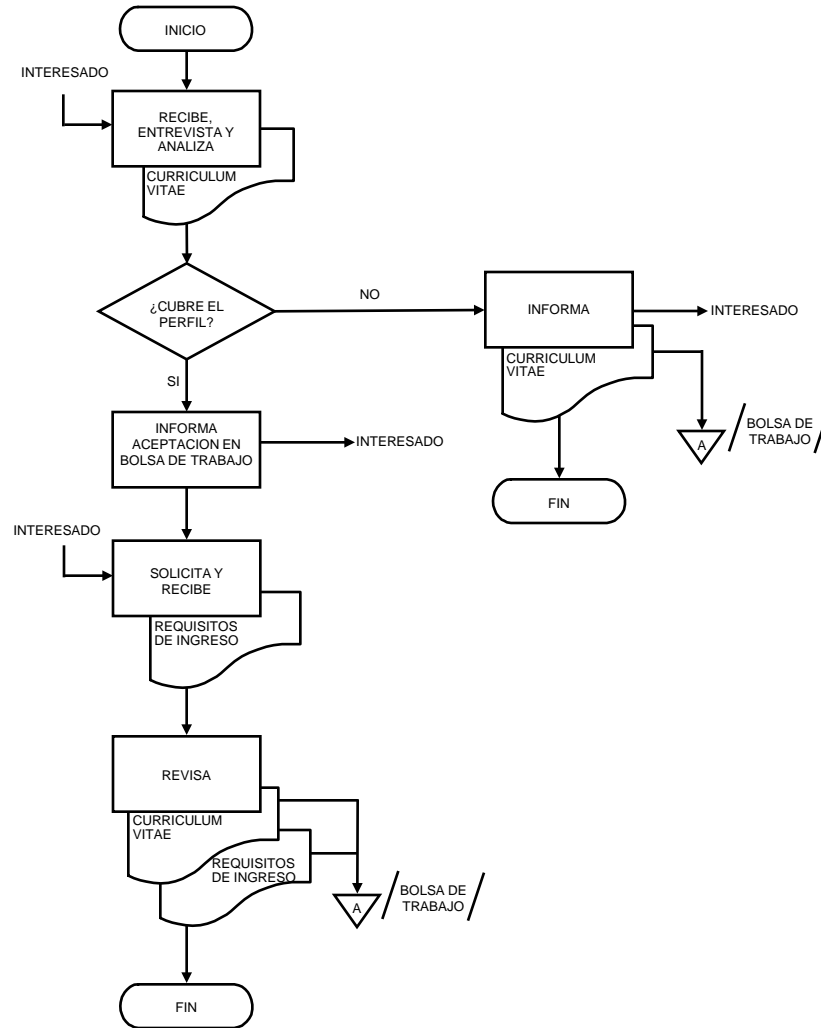 INICIO
INTERESADO
RECIBE,
ENTREVISTA Y
ANALIZA
CURRICULUM
VITAE
¿CUBRE EL
PERFIL?
NO
INFORMA
INTERESADO
CURRICULUM
VITAE
A
BOLSA DE
TRABAJO
FIN
SI
INFORMA
ACEPTACION EN
BOLSA DE TRABAJO
INTERESADO
INTERESADO
SOLICITA Y
RECIBE
REQUISITOS
DE INGRESO
REVISA
CURRICULUM
VITAE
REQUISITOS
DE INGRESO
A
BOLSA DE
TRABAJO
FIN